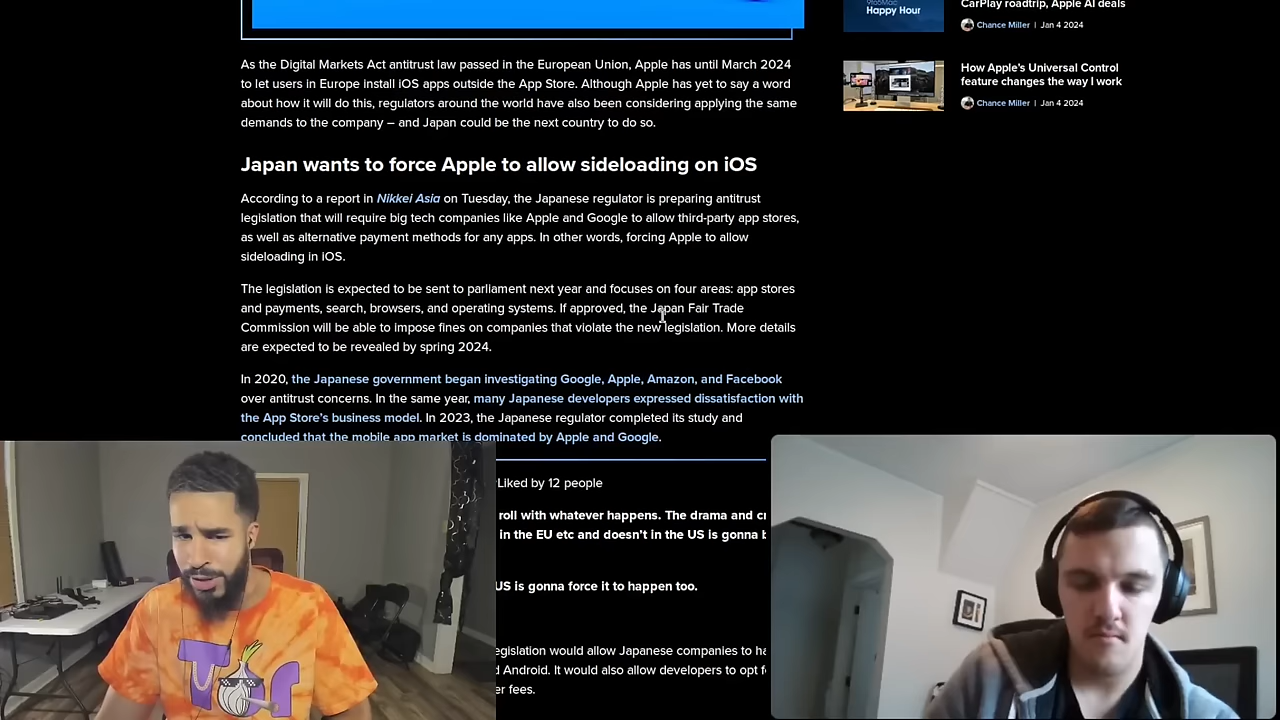 9to5Mac
Happy Hour
CarPlay roadtrip, Apple AI deals
Chance Miller | Jan 4 2024
How Apple's Universal Control
feature changes the way I work
Chance Miller | Jan 4 2024
As the Digital Markets Act antitrust law passed in the European Union, Apple has until March 2024
to let users in Europe install iOS apps outside the App Store. Although Apple has yet to say a word
about how it will do this, regulators around the world have also been considering applying the same
demands to the company – and Japan could be the next country to do so.
Japan wants to force Apple to allow sideloading on iOS
According to a report in Nikkei Asia on Tuesday, the Japanese regulator is preparing antitrust
legislation that will require big tech companies like Apple and Google to allow third-party app stores,
as well as alternative payment methods for any apps. In other words, forcing Apple to allow
sideloading in iOS.
The legislation is expected to be sent to parliament next year and focuses on four areas: app stores
and payments, search, browsers, and operating systems. If approved, the Japan Fair Trade
Commission will be able to impose fines on companies that violate the new legislation. More details
are expected to be revealed by spring 2024.
In 2020, the Japanese government began investigating Google, Apple, Amazon, and Facebook
over antitrust concerns. In the same year, many Japanese developers expressed dissatisfaction with
the App Store's business model. In 2023, the Japanese regulator completed its study and
concluded that the mobile app market is dominated by Apple and Google.
Liked by 12 people
roll with whatever happens. The drama and
in the EU etc and doesn't in the US is gonna
US is gonna force it to happen too.
egislation would allow Japanese companies to
d Android. It would also allow developers to opt
er fees.
Tor